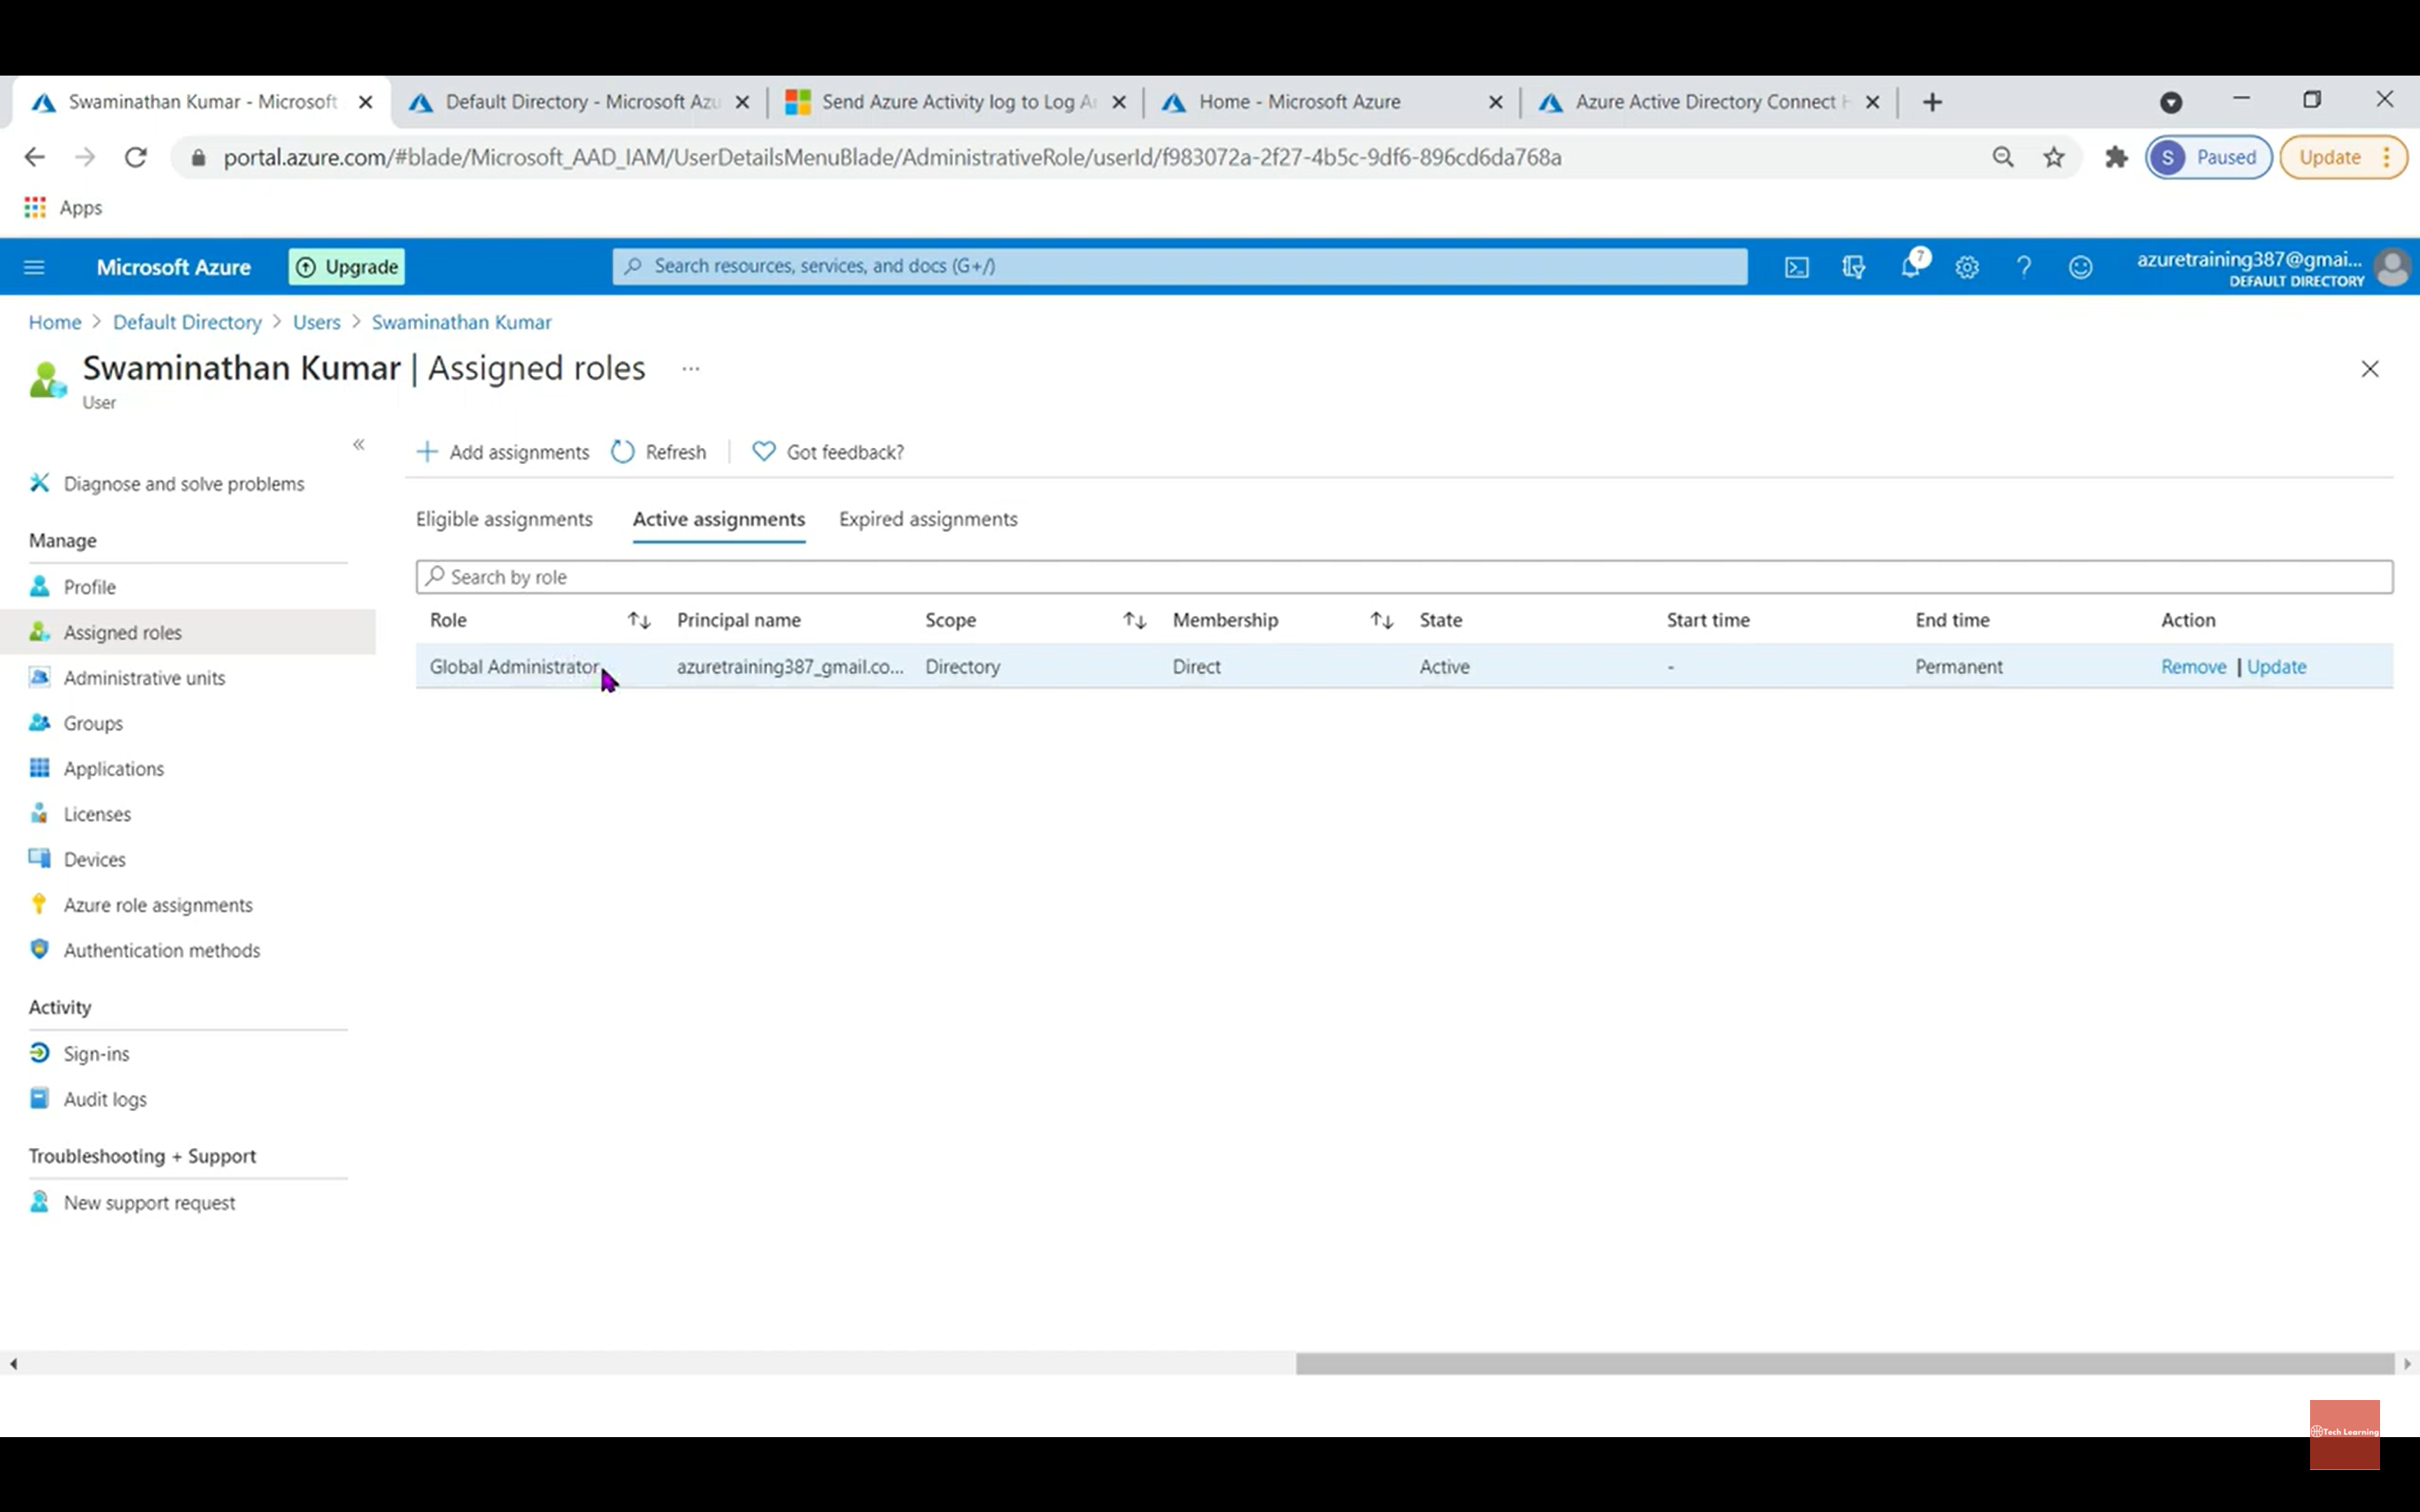 Swaminathan Kumar - Microsoft
Default Directory - Microsoft Azu
Send Azure Activity log to Log A
Home - Microsoft Azure
Azure Active Directory Connect H
portal.azure.com/#blade/Microsoft_AAD_IAM/UserDetailsMenuBlade/AdministrativeRole/userId/f983072a-2f27-4b5c-9df6-896cd6da768a
S Paused
Update
Apps
Microsoft Azure
Upgrade
Search resources, services, and docs (G+/)
7
azuretraining387@gmai...
DEFAULT DIRECTORY
Home > Default Directory > Users > Swaminathan Kumar
Swaminathan Kumar | Assigned roles ...
User
Add assignments Refresh Got feedback?
Diagnose and solve problems
Manage
Profile
Assigned roles
Administrative units
Groups
Applications
Licenses
Devices
Azure role assignments
Authentication methods
Activity
Sign-ins
Audit logs
Troubleshooting + Support
New support request
Eligible assignments Active assignments Expired assignments
Search by role
Role Principal name Scope Membership State Start time End time Action
Global Administrator azuretraining387_gmail.co... Directory Direct Active - Permanent Remove | Update
Tech Learning